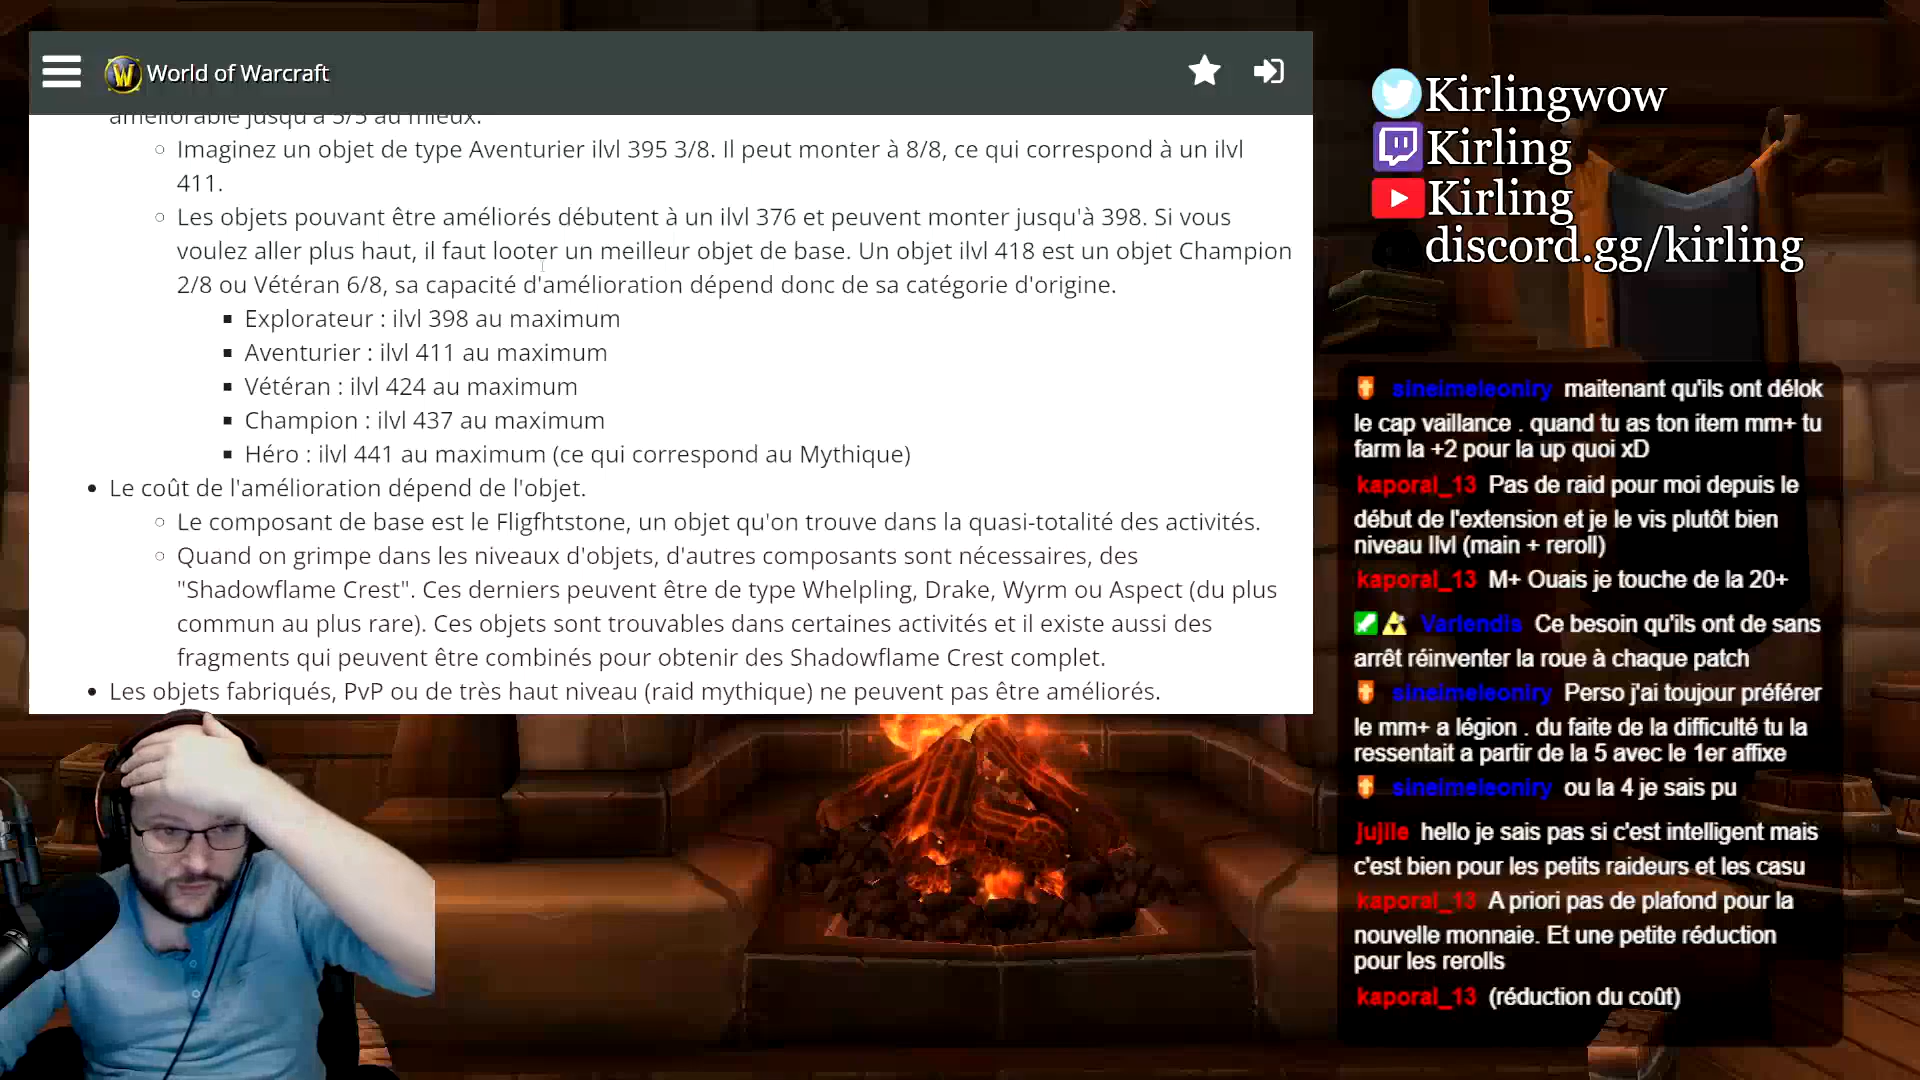 World of Warcraft
améliorable jusqu'à 5/5 au mieux.
Imaginez un objet de type Aventurier ilvl 395 3/8. Il peut monter à 8/8, ce qui correspond à un ilvl
411.
Les objets pouvant être améliorés débutent à un ilvl 376 et peuvent monter jusqu'à 398. Si vous
voulez aller plus haut, il faut looter un meilleur objet de base. Un objet ilvl 418 est un objet Champion
2/8 ou Vétéran 6/8, sa capacité d'amélioration dépend donc de sa catégorie d'origine.
Explorateur : ilvl 398 au maximum
Aventurier : ilvl 411 au maximum
Vétéran : ilvl 424 au maximum
Champion : ilvl 437 au maximum
Héro : ilvl 441 au maximum (ce qui correspond au Mythique)
Le coût de l'amélioration dépend de l'objet.
Le composant de base est le Fligfhtstone, un objet qu'on trouve dans la quasi-totalité des activités.
Quand on grimpe dans les niveaux d'objets, d'autres composants sont nécessaires, des
"Shadowflame Crest". Ces derniers peuvent être de type Whelpling, Drake, Wyrm ou Aspect (du plus
commun au plus rare). Ces objets sont trouvables dans certaines activités et il existe aussi des
fragments qui peuvent être combinés pour obtenir des Shadowflame Crest complet.
Les objets fabriqués, PvP ou de très haut niveau (raid mythique) ne peuvent pas être améliorés.
Kirlingwow
Kirling
Kirling
discord.gg/kirling
sineimeleoniry maitenant qu'ils ont délok
le cap vaillance . quand tu as ton item mm+ tu
farm la +2 pour la up quoi xD
kaporal_13 Pas de raid pour moi depuis le
début de l'extension et je le vis plutôt bien
niveau Ilvl (main + reroll)
kaporal_13 M+ Ouais je touche de la 20+
Variendis Ce besoin qu'ils ont de sans
arrêt réinventer la roue à chaque patch
sineimeleoniry Perso j'ai toujour préférer
le mm+ a légion . du faite de la difficulté tu la
ressentait a partir de la 5 avec le 1er affixe
sineimeleoniry ou la 4 je sais pu
jujile hello je sais pas si c'est intelligent mais
c'est bien pour les petits raideurs et les casu
kaporal_13 A priori pas de plafond pour la
nouvelle monnaie. Et une petite réduction
pour les rerolls
kaporal_13 (réduction du coût)